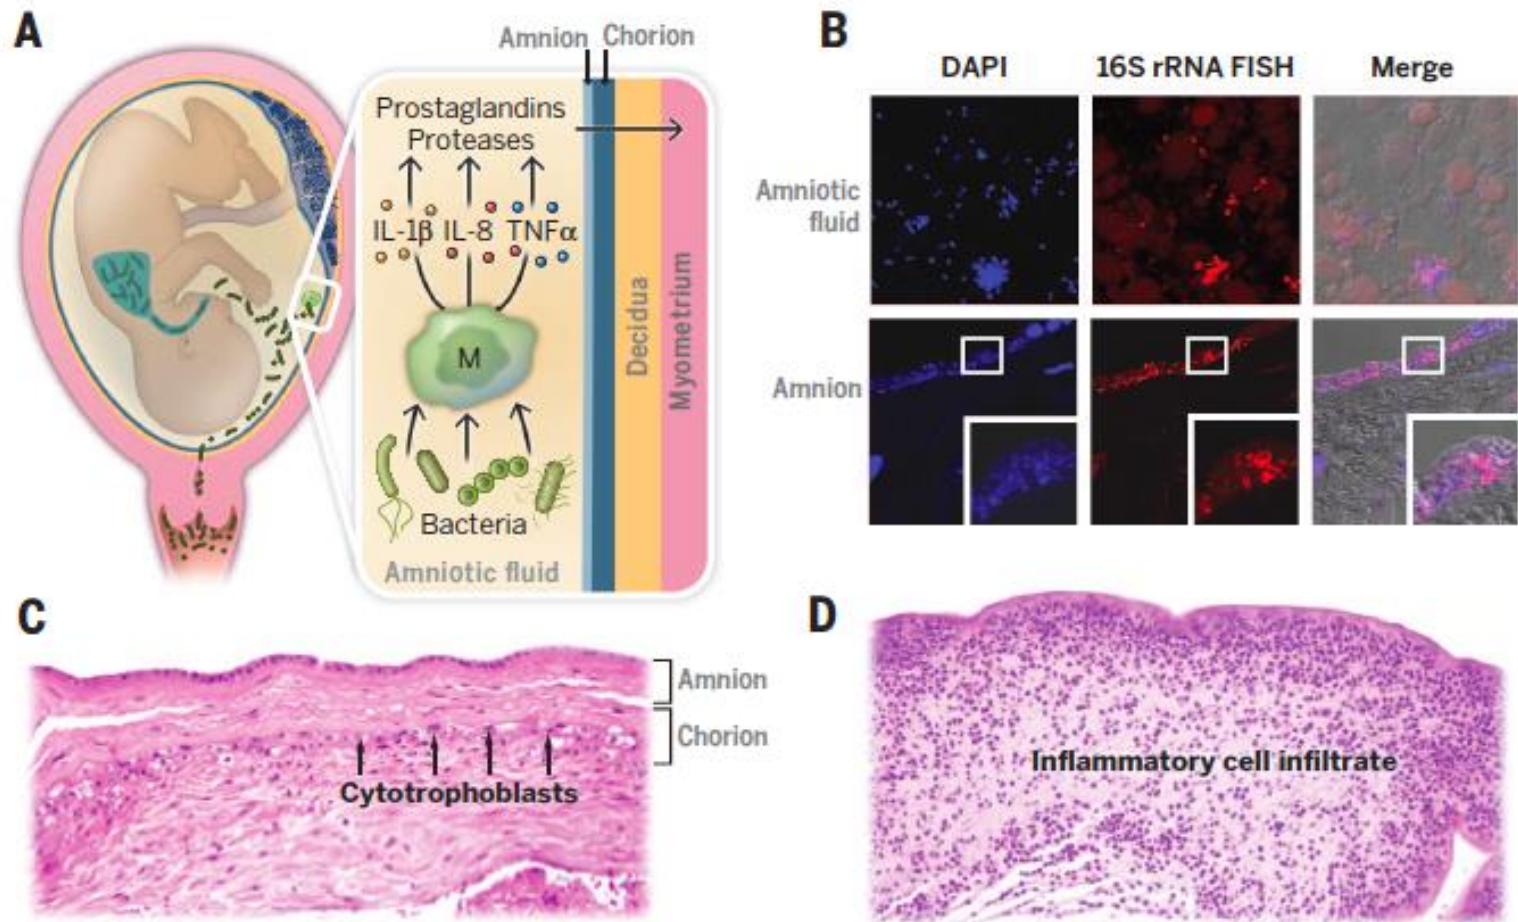 A
Amnion Chorion
Prostaglandins
Proteases
IL-1β IL-8 TNFα
M
Bacteria
Amniotic fluid
Decidua
Myometrium
B
DAPI 16S rRNA FISH Merge
Amniotic
fluid
Amnion
C
Amnion
Chorion
Cytotrophoblasts
D
Inflammatory cell infiltrate